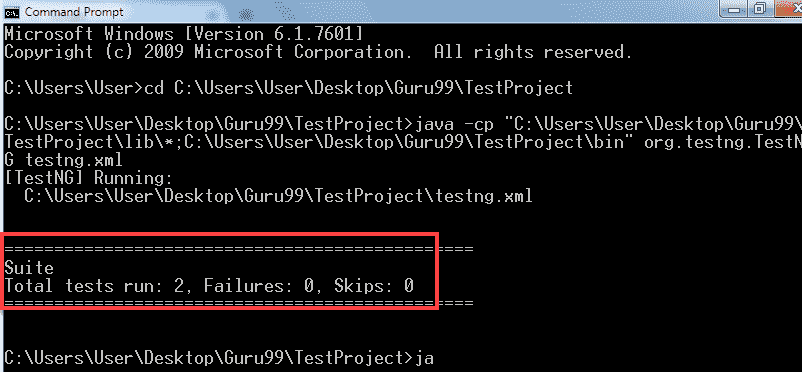 Command Prompt
Microsoft Windows [Version 6.1.7601]
Copyright (c) 2009 Microsoft Corporation.  All rights reserved.
C:\Users\User>cd C:\Users\User\Desktop\Guru99\TestProject
C:\Users\User\Desktop\Guru99\TestProject>java -cp "C:\Users\User\Desktop\Guru99\
TestProject\lib\*;C:\Users\User\Desktop\Guru99\TestProject\bin" org.testng.TestN
G testng.xml
[TestNG] Running:
  C:\Users\User\Desktop\Guru99\TestProject\testng.xml
===============================================
Suite
Total tests run: 2, Failures: 0, Skips: 0
===============================================
C:\Users\User\Desktop\Guru99\TestProject>ja